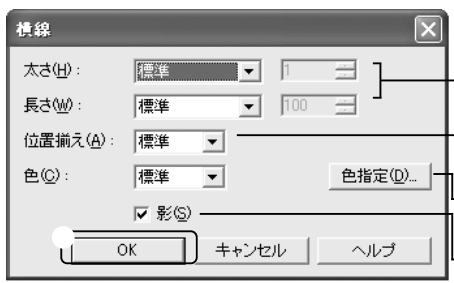 横線
太さ(H): 標準 1
長さ(W): 標準 100
位置揃え(A): 標準
色(C): 標準 色指定(D)...
影(S)
OK キャンセル ヘルプ